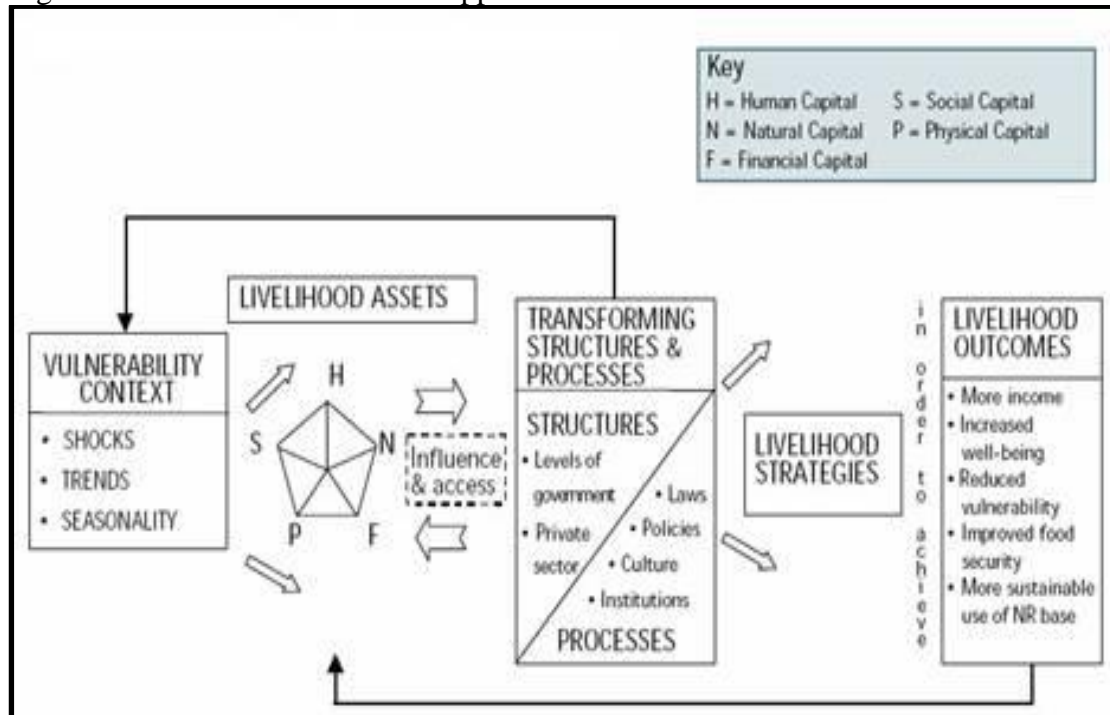 Key
H = Human Capital S = Social Capital
N = Natural Capital P = Physical Capital
F = Financial Capital
LIVELIHOOD ASSETS
VULNERABILITY
CONTEXT
• SHOCKS
• TRENDS
• SEASONALITY
H
S
N
P
F
Influence
& access
TRANSFORMING
STRUCTURES &
PROCESSES
STRUCTURES
• Levels of
government
• Private
sector
• Laws
• Policies
• Culture
• Institutions
PROCESSES
LIVELIHOOD
STRATEGIES
in order to achieve
LIVELIHOOD
OUTCOMES
• More income
• Increased
well-being
• Reduced
vulnerability
• Improved food
security
• More sustainable
use of NR base